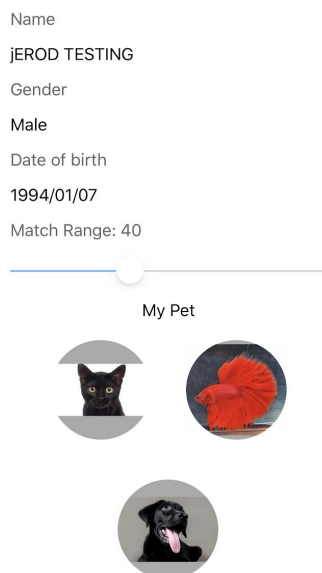 Name
jEROD TESTING
Gender
Male
Date of birth
1994/01/07
Match Range: 40
My Pet